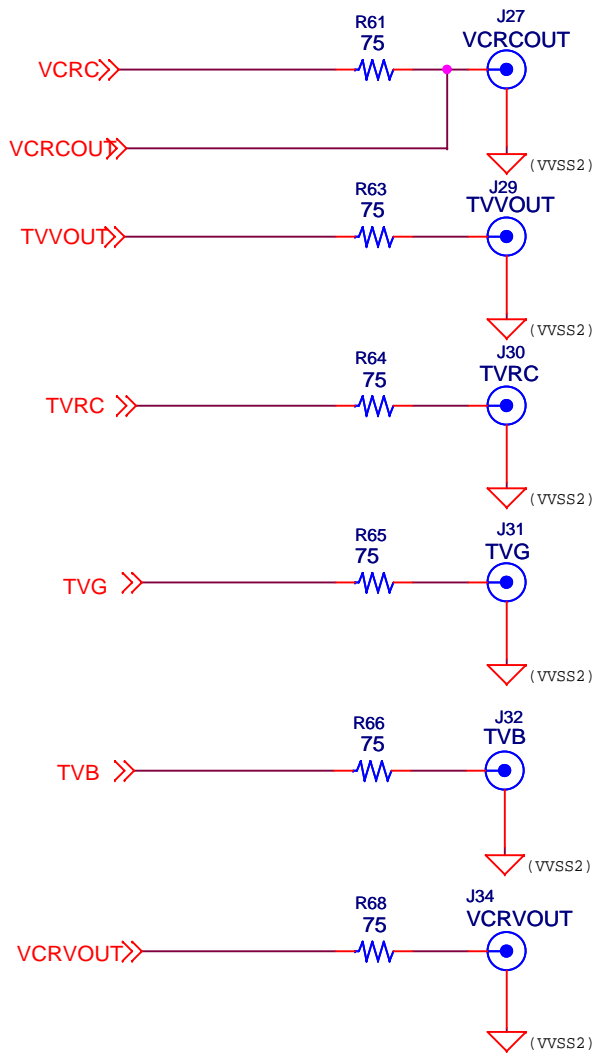 J27
R61
VCRCOUT
75
VCRC
VCRCOUT
(VVSS2)
J29
R63
TVVOUT
75
TVVOUT
(VVSS2)
J30
R64
TVRC
75
TVRC
(VVSS2)
J31
R65
TVG
75
TVG
(VVSS2)
J32
R66
TVB
75
TVB
(VVSS2)
J34
R68
VCRVOUT
75
VCRVOUT
(VVSS2)